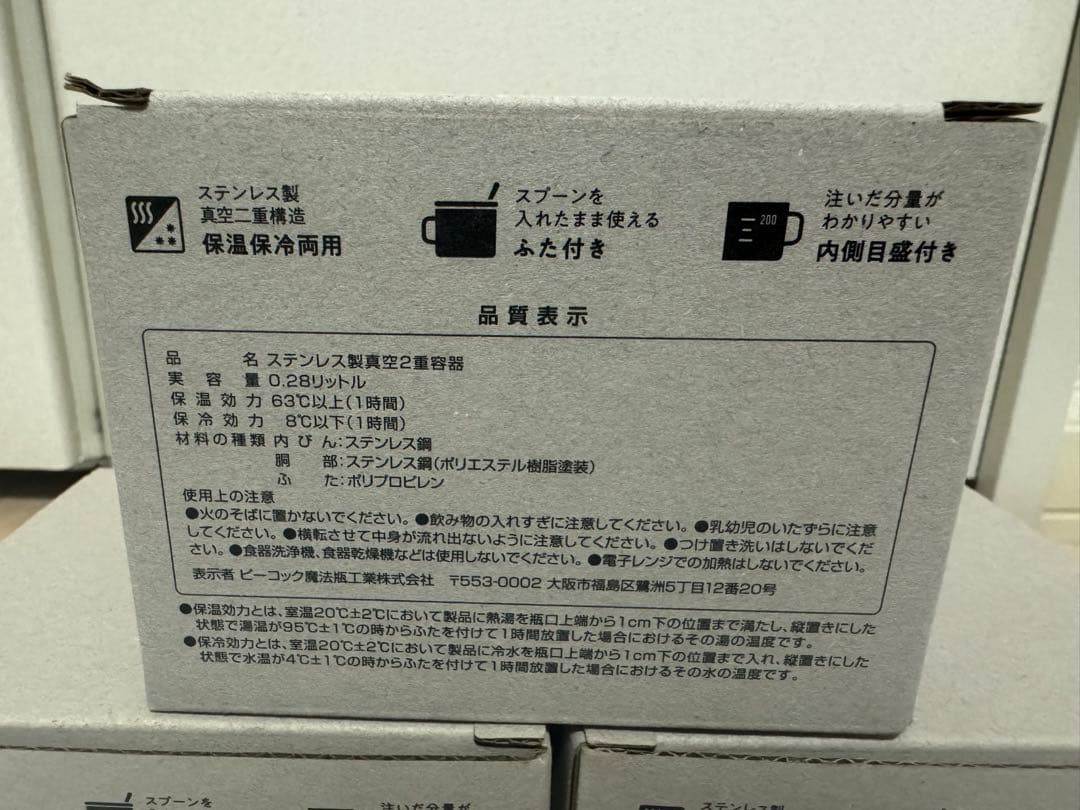 ステンレス製
真空二重構造
保温保冷両用
スプーンを
入れたまま使える
ふた付き
200
注いだ分量が
わかりやすい
内側目盛付き
品質表示
品名 ステンレス製真空2重容器
実容量 0.28リットル
保温効力 63℃以上(1時間)
保冷効力 8℃以下(1時間)
材料の種類 内びん:ステンレス鋼
胴部:ステンレス鋼(ポリエステル樹脂塗装)
ふた:ポリプロピレン
使用上の注意
●火のそばに置かないでください。●飲み物の入れすぎに注意してください。●乳幼児のいたずらに注意
してください。●横転させて中身が流れ出ないように注意してください。●つけ置き洗いはしないでくだ
さい。●食器洗浄機、食器乾燥機などは使用しないでください。●電子レンジでの加熱はしないでください。
表示者 ピーコック魔法瓶工業株式会社 〒553-0002 大阪市福島区鷺洲5丁目12番20号
●保温効力とは、室温20℃±2℃において製品に熱湯を瓶口上端から1cm下の位置まで満たし、縦置きにした
状態で湯温が95℃±1℃の時からふたを付けて1時間放置した場合におけるその湯の温度です。
●保冷効力とは、室温20℃±2℃において製品に冷水を瓶口上端から1cm下の位置まで入れ、縦置きにした
状態で水温が4℃±1℃の時からふたを付けて1時間放置した場合におけるその水の温度です。
スプーンを
注いだ分量が
ステンレス製